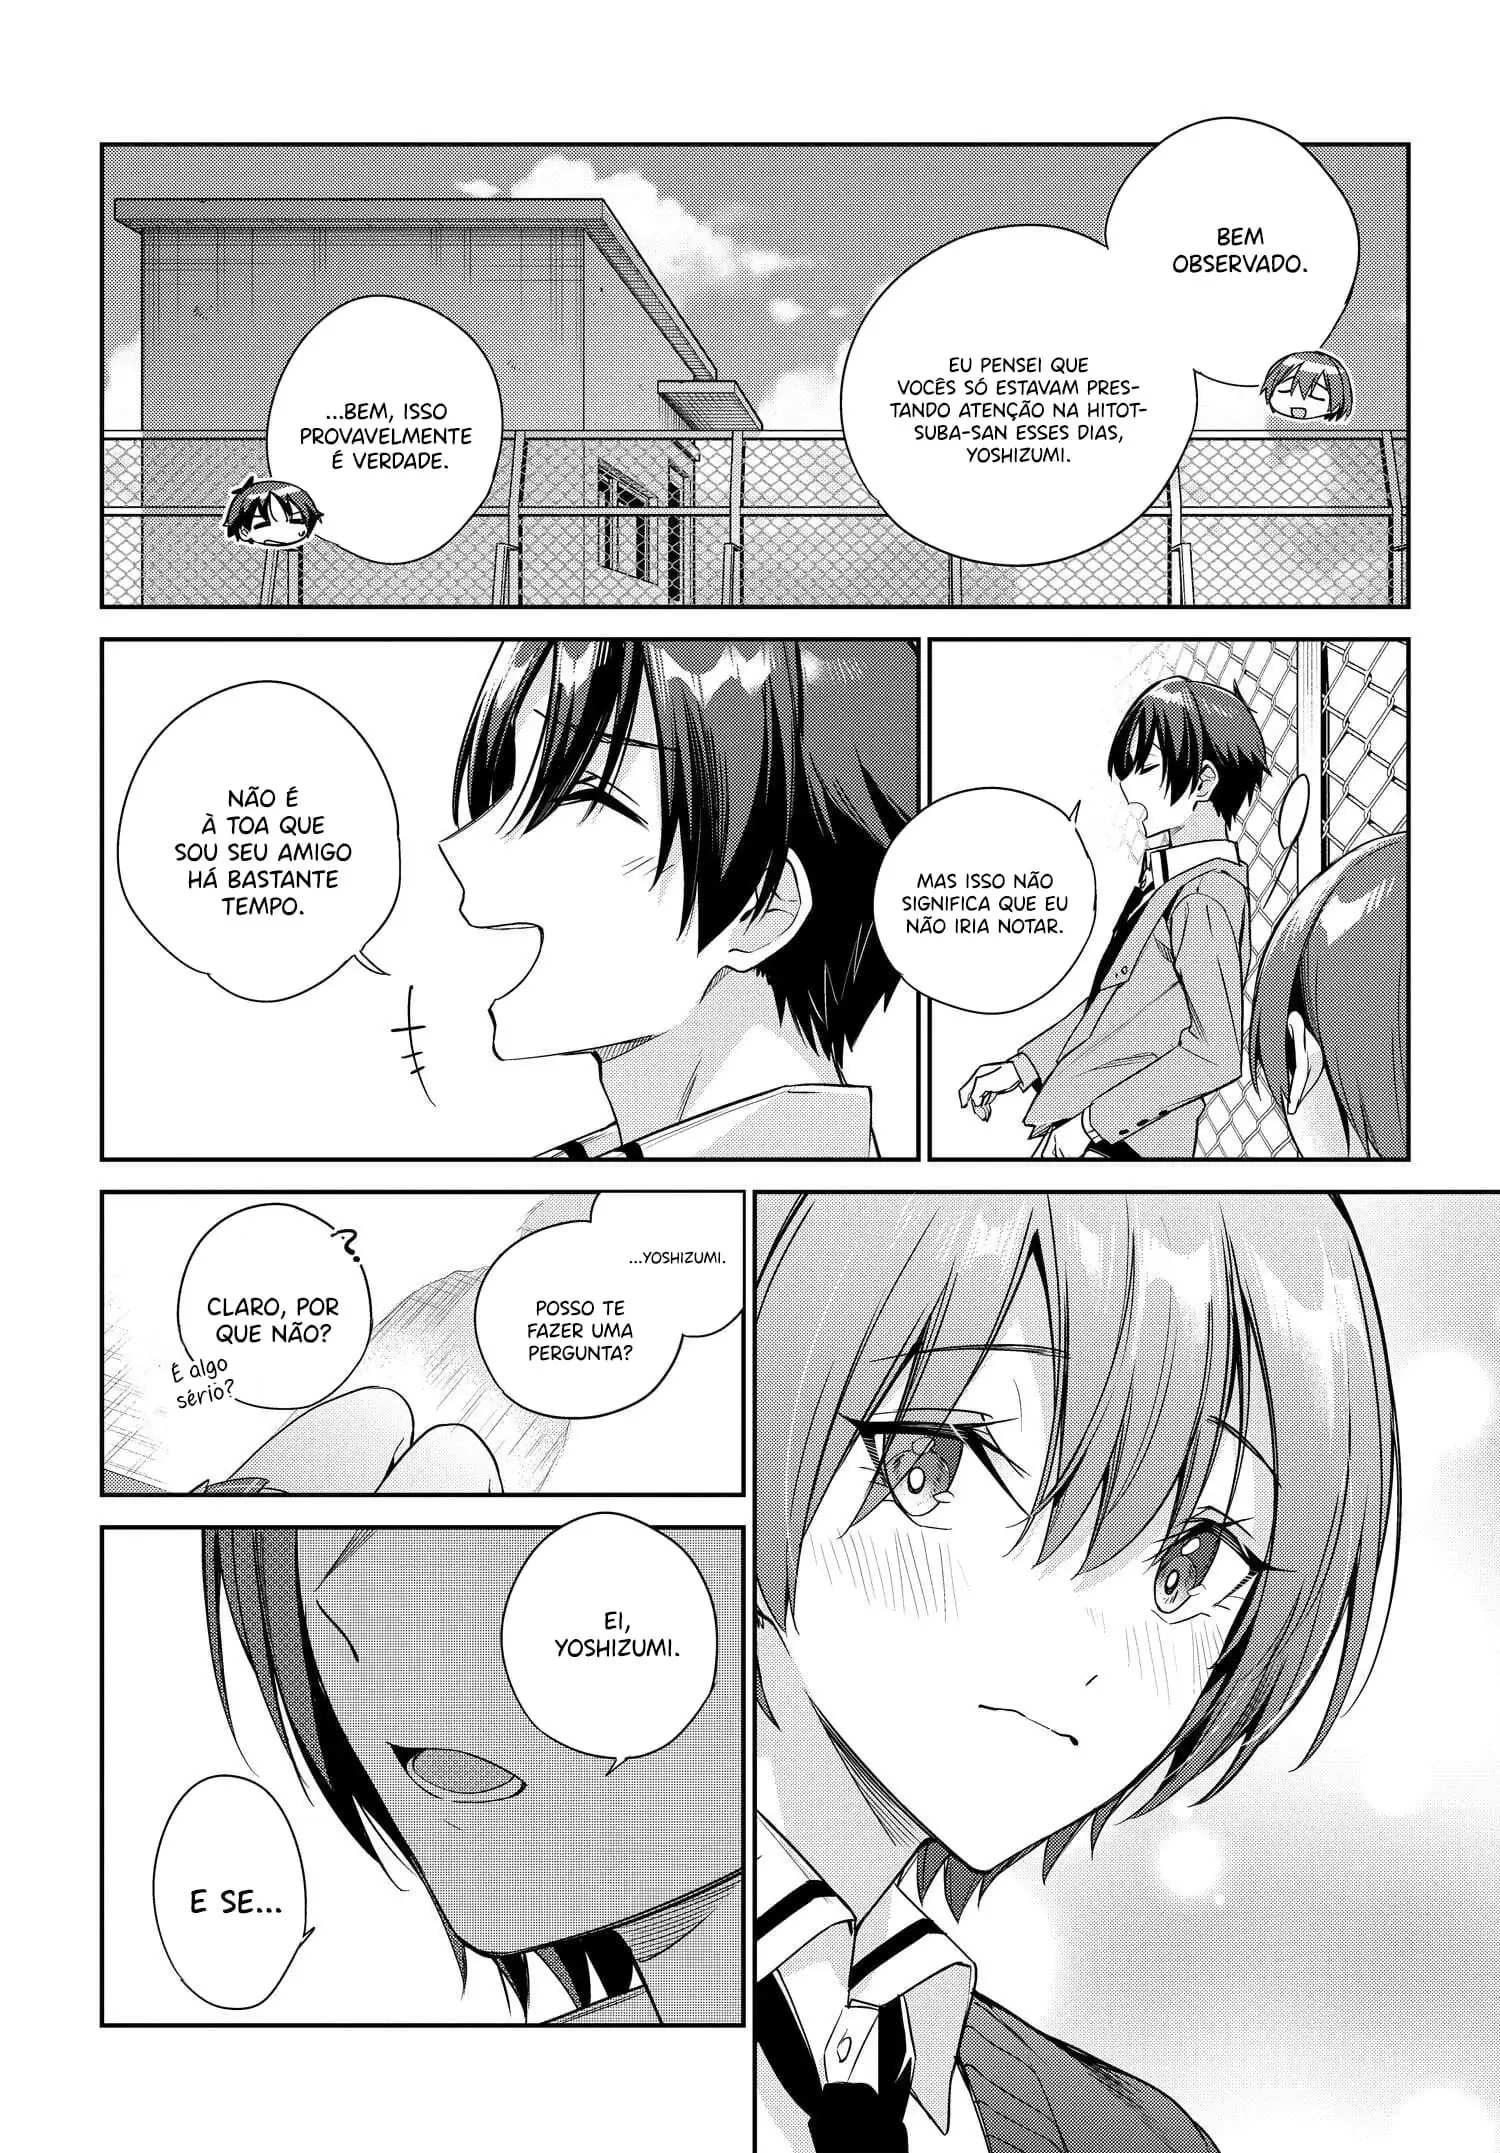 BEM
OBSERVADO.
EU PENSEI QUE
VOCÊS SÓ ESTAVAM PRES-
TANDO ATENÇÃO NA HITOT-
SUBA-SAN ESSES DIAS,
YOSHIZUMI.
...BEM, ISSO
PROVAVELMENTE
É VERDADE.
MAS ISSO NÃO
SIGNIFICA QUE EU
NÃO IRIA NOTAR.
NÃO É
À TOA QUE
SOU SEU AMIGO
HÁ BASTANTE
TEMPO.
...YOSHIZUMI.
POSSO TE
FAZER UMA
PERGUNTA?
?
CLARO, POR
QUE NÃO?
É algo
sério?
EI,
YOSHIZUMI.
E SE...